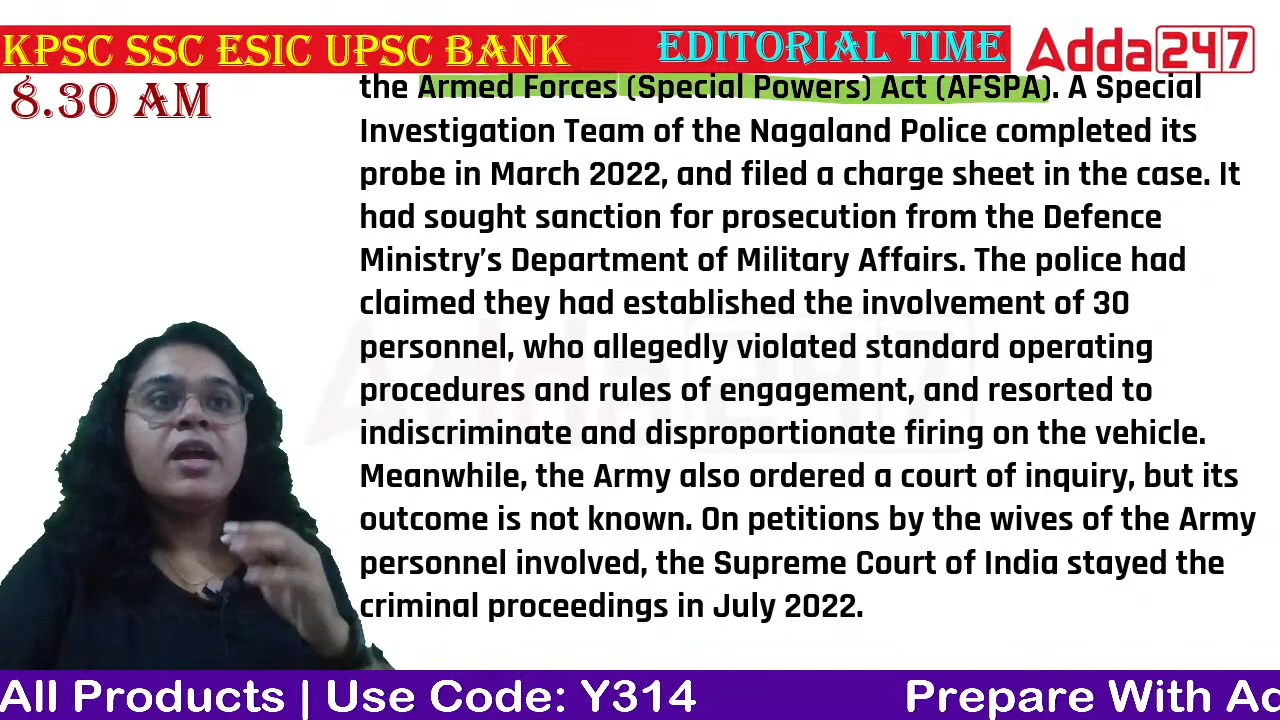 KPSC SSC ESIC UPSC BANK
EDITORIAL TIME
Adda247
8.30 AM
the Armed Forces (Special Powers) Act (AFSPA). A Special
Investigation Team of the Nagaland Police completed its
probe in March 2022, and filed a charge sheet in the case. It
had sought sanction for prosecution from the Defence
Ministry’s Department of Military Affairs. The police had
claimed they had established the involvement of 30
personnel, who allegedly violated standard operating
procedures and rules of engagement, and resorted to
indiscriminate and disproportionate firing on the vehicle.
Meanwhile, the Army also ordered a court of inquiry, but its
outcome is not known. On petitions by the wives of the Army
personnel involved, the Supreme Court of India stayed the
criminal proceedings in July 2022.
Adda247
All Products | Use Code: Y314
Prepare With Ad